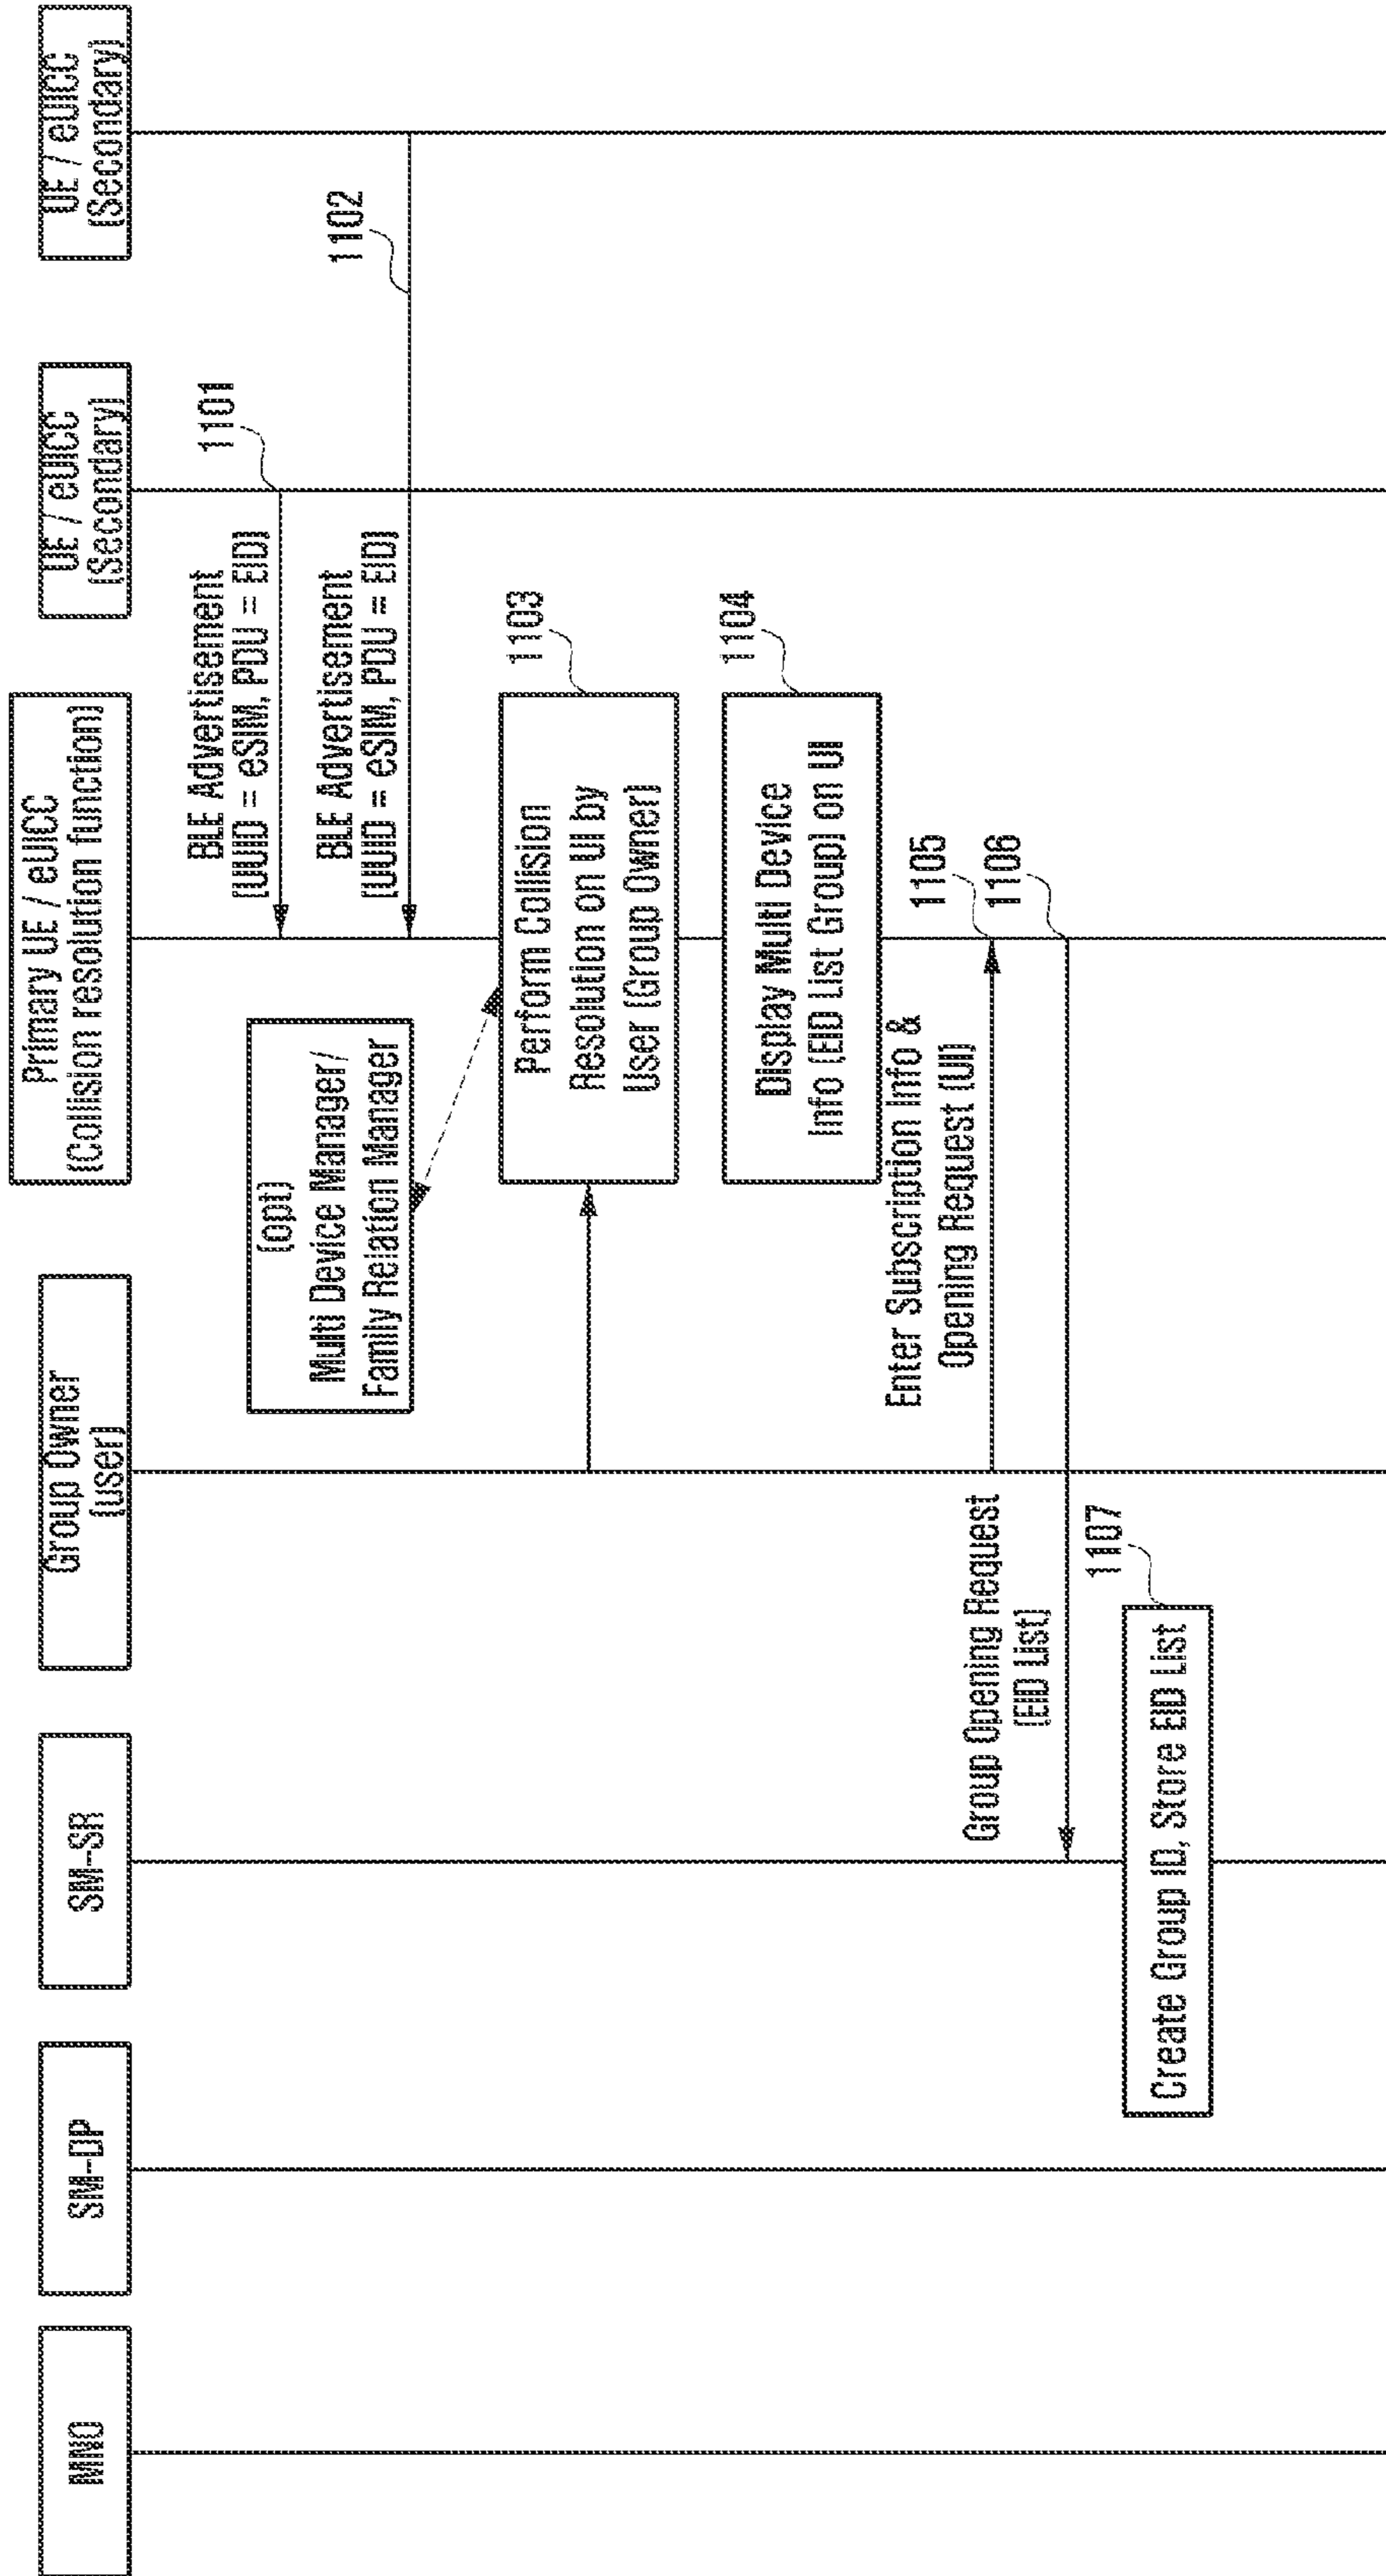 MNO
SM-DP
SM-SR
Group Owner
(user)
Primary UE / eUICC
(Collision resolution function)
UE / eUICC
(Secondary)
UE / eUICC
(Secondary)
BLE Advertisement
(UUID = eSIM, PDU = EID)
1101
BLE Advertisement
(UUID = eSIM, PDU = EID)
1102
(opt)
Multi Device Manager /
Family Relation Manager
Perform Collision
Resolution on UI by
User (Group Owner)
1103
Display Multi Device
Info (EID List Group) on UI
1104
Enter Subscription Info &
Opening Request (UI)
1105
1106
Group Opening Request
(EID List)
Create Group ID, Store EID List
1107